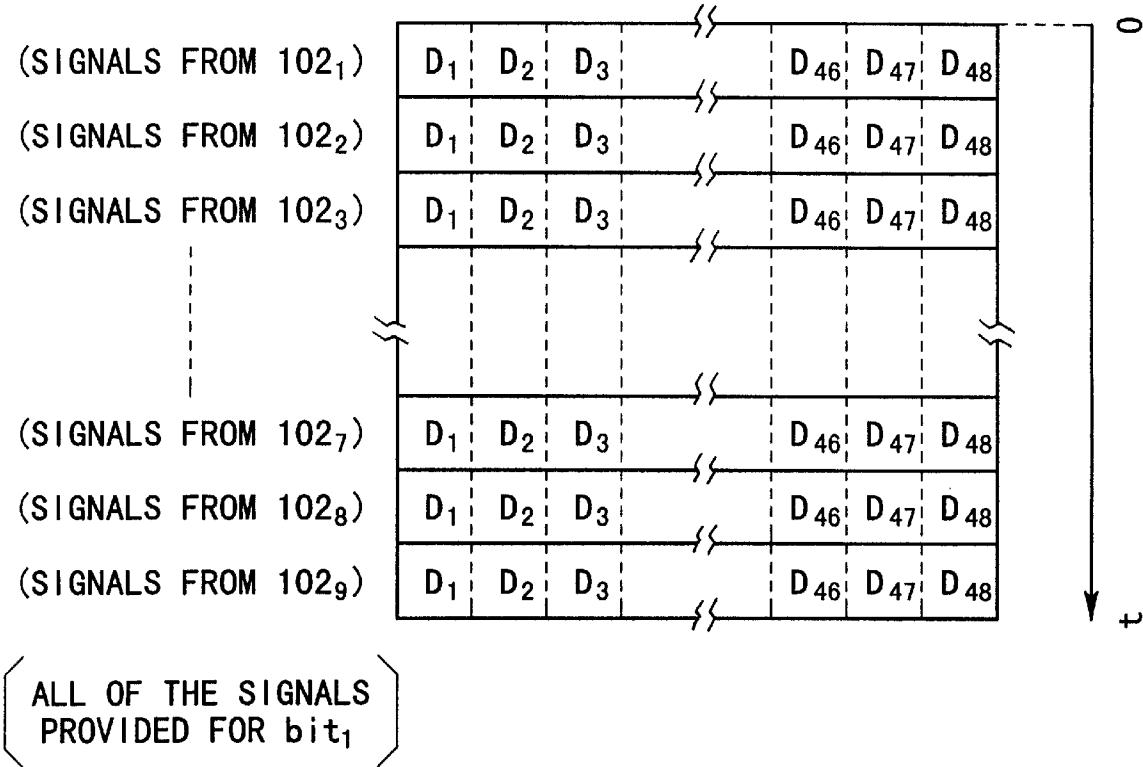 0
(SIGNALS FROM 102₁) D₁ D₂ D₃ D₄₆ D₄₇ D₄₈
(SIGNALS FROM 102₂) D₁ D₂ D₃ D₄₆ D₄₇ D₄₈
(SIGNALS FROM 102₃) D₁ D₂ D₃ D₄₆ D₄₇ D₄₈
(SIGNALS FROM 102₇) D₁ D₂ D₃ D₄₆ D₄₇ D₄₈
(SIGNALS FROM 102₈) D₁ D₂ D₃ D₄₆ D₄₇ D₄₈
(SIGNALS FROM 102₉) D₁ D₂ D₃ D₄₆ D₄₇ D₄₈
t
(ALL OF THE SIGNALS
PROVIDED FOR bit₁)